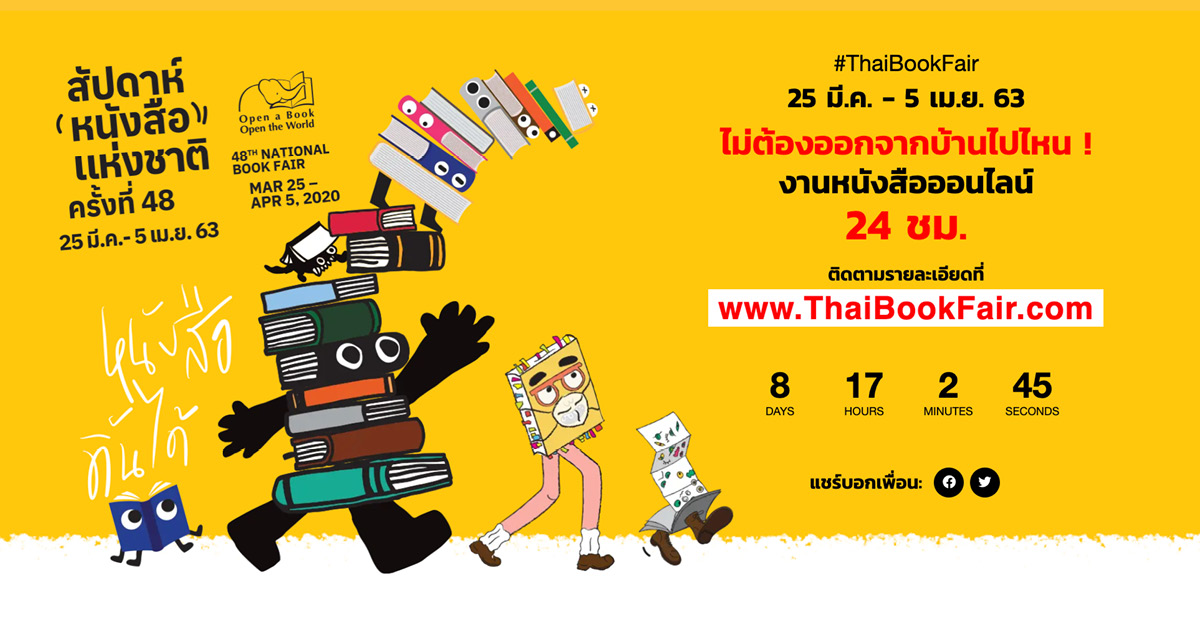 สัปดาห์
(หนังสือ))
แห่งชาติ
ครั้งที่ 48
25 มี.ค.- 5 เม.ย. 63
Open a Book
Open the World
48TH NATIONAL
BOOK FAIR
MAR 25 –
APR 5, 2020
หนังสือ
ดันได้
#ThaiBookFair
25 มี.ค. - 5 เม.ย. 63
ไม่ต้องออกจากบ้านไปไหน !
งานหนังสือออนไลน์
24 ชม.
ติดตามรายละเอียดที่
www.ThaiBookFair.com
8 17 2 45
DAYS HOURS MINUTES SECONDS
แชร์บอกเพื่อน: